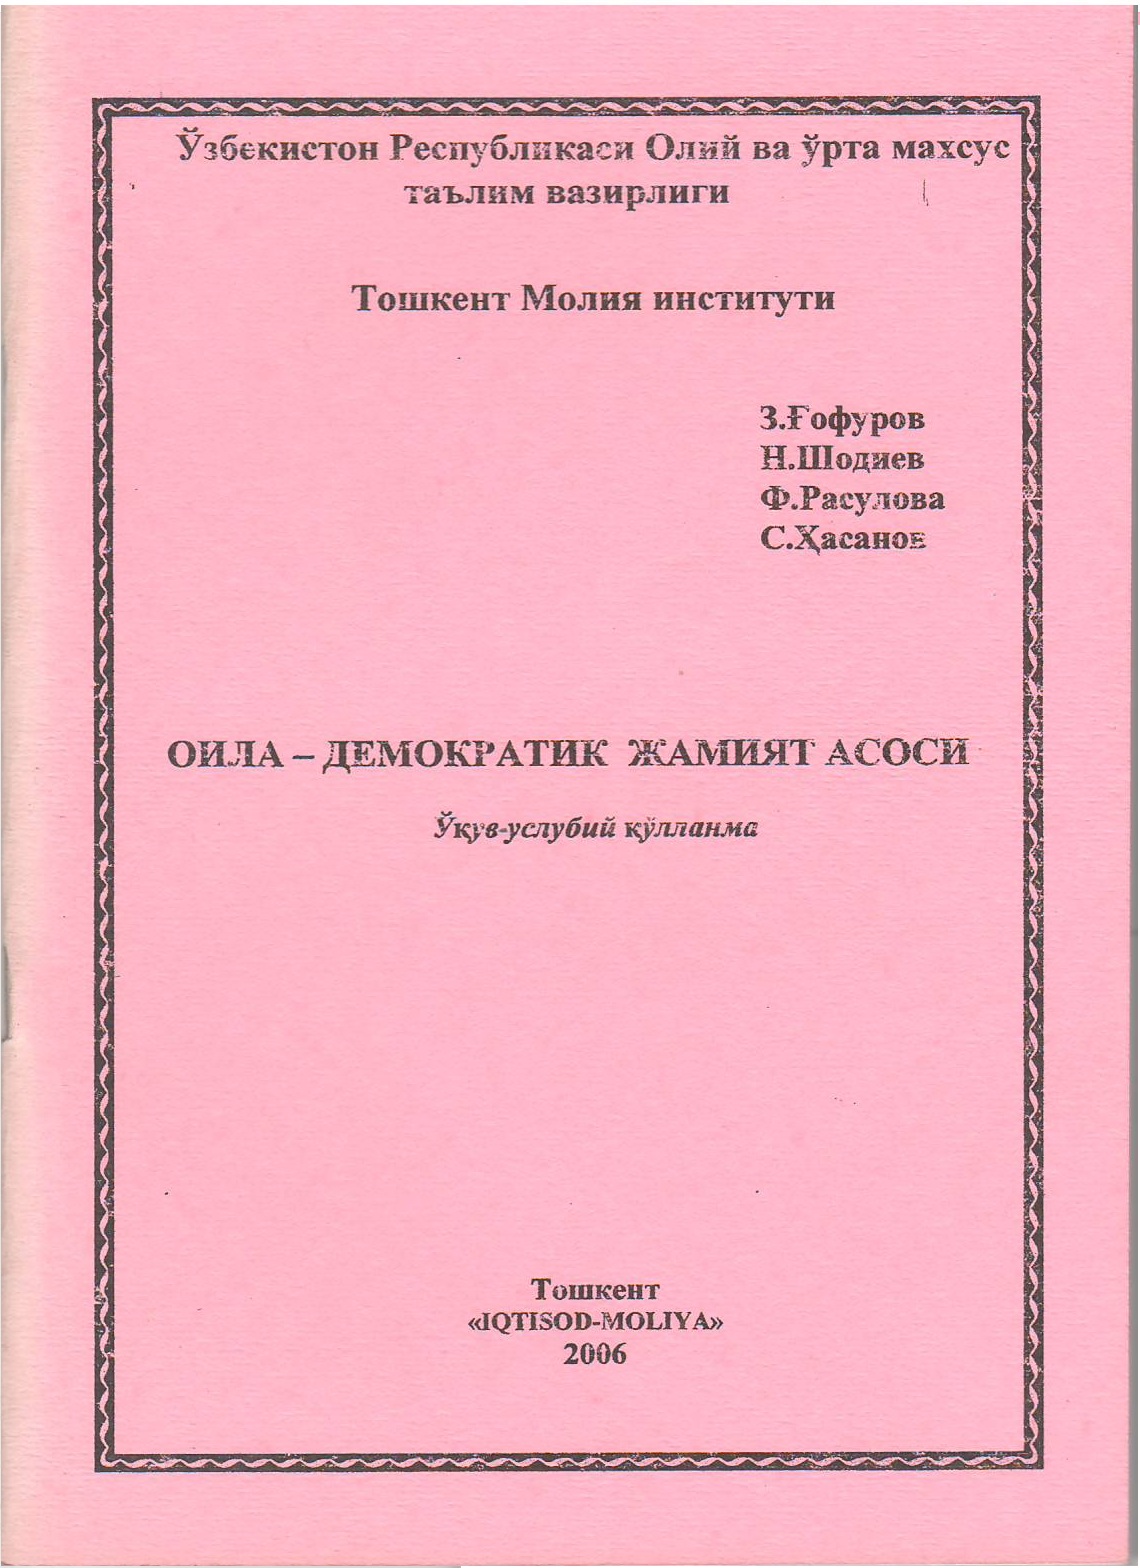 Ўзбекистон Республикаси Олий ва ўрта махсус
таълим вазирлиги
Тошкент Молия институти
З.Ғофуров
Н.Шодиев
Ф.Расулова
С.Ҳасанов
ОИЛА – ДЕМОКРАТИК ЖАМИЯТ АСОСИ
Ўқув-услубий қўлланма
Тошкент
«IQTISOD-MOLIYA»
2006